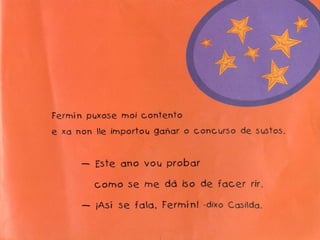 Fermín puxose moi contento
e xa non lle importou gañar o concurso de sustos.
— Este ano vou probar
como se me dá iso de facer rir.
— ¡Así se fala, Fermín! -dixo Casilda.